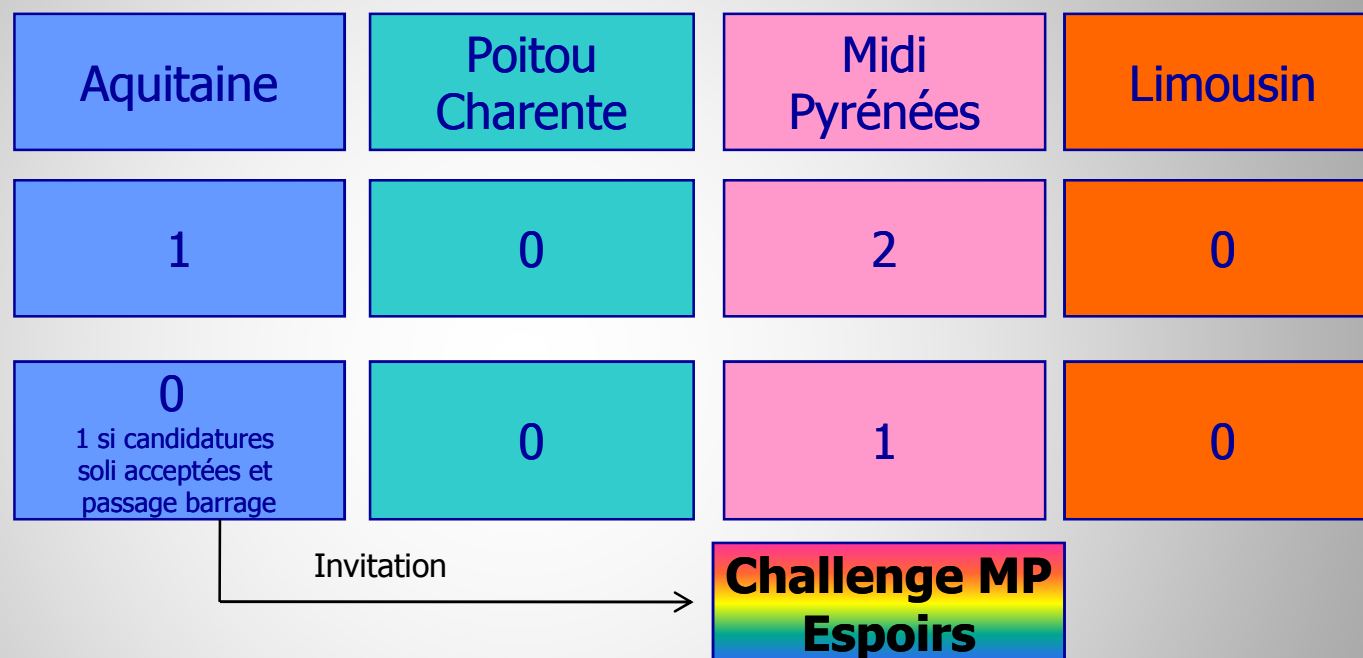 Aquitaine
Poitou
Charente
Midi
Pyrénées
Limousin
1
0
2
0
0
1 si candidatures
soli acceptées et
passage barrage
0
1
0
Invitation
Challenge MP
Espoirs